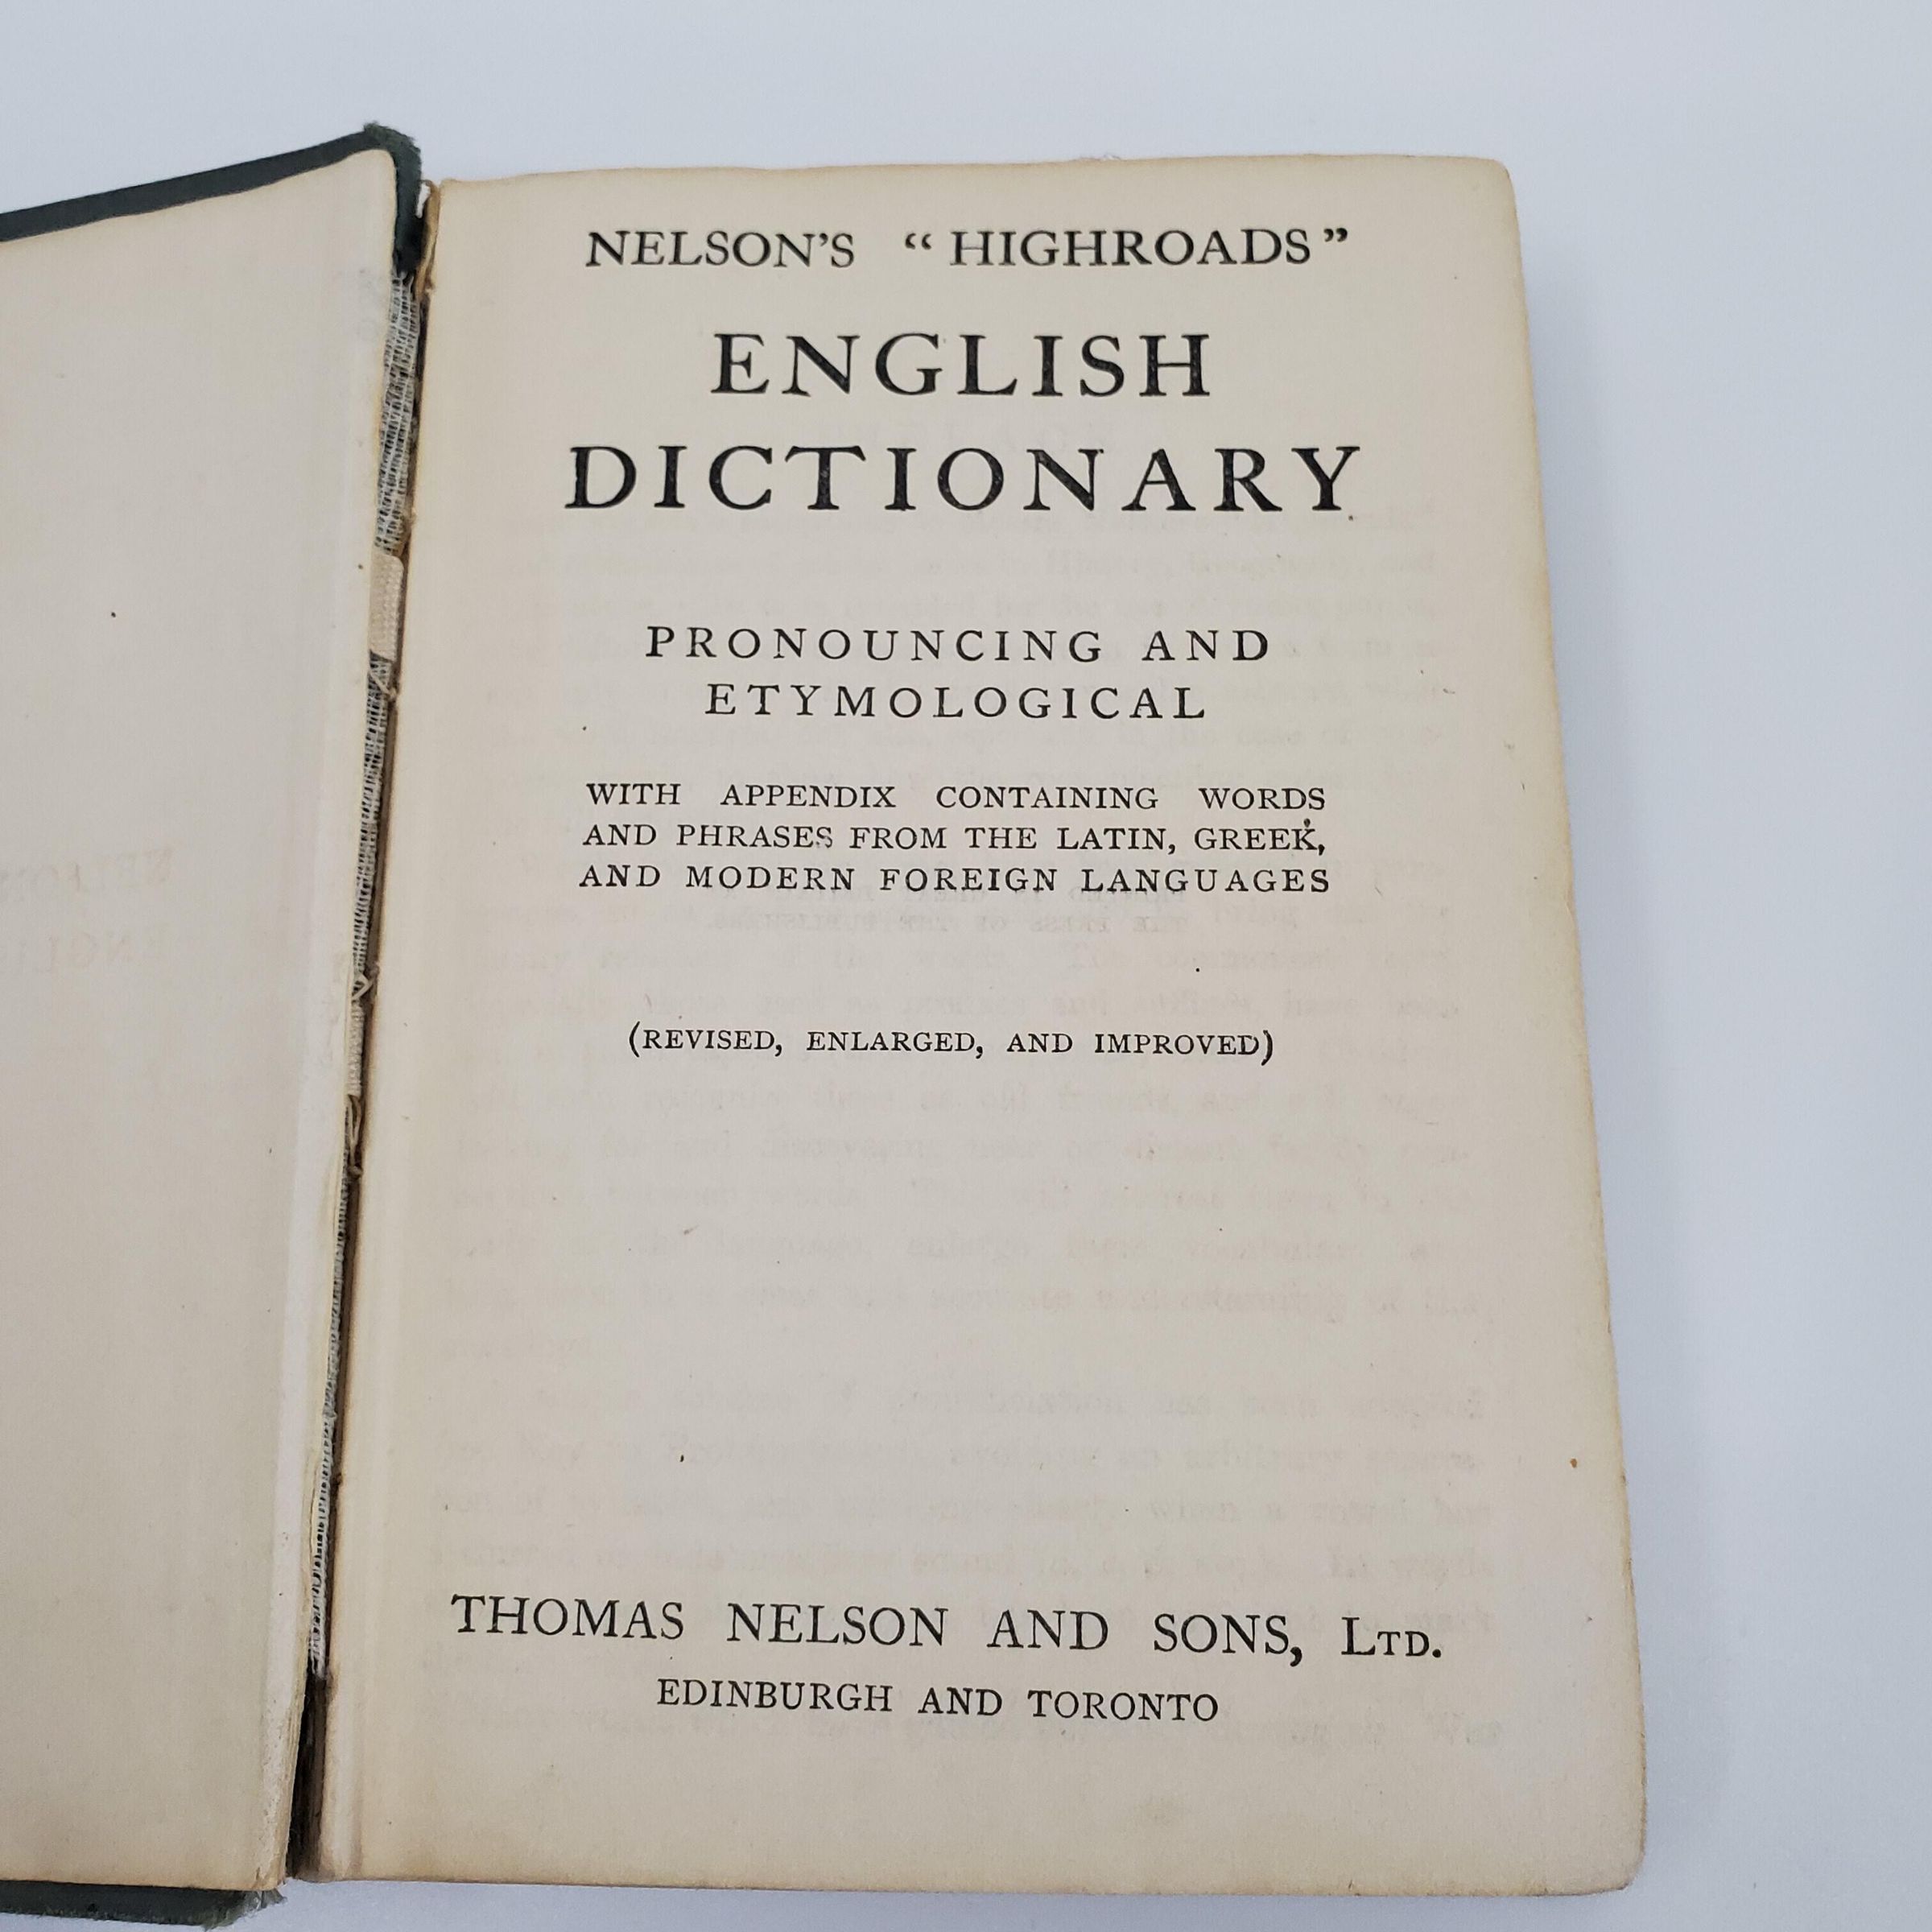 NELSON'S “HIGHROADS”
ENGLISH
DICTIONARY
PRONOUNCING AND
ETYMOLOGICAL
WITH APPENDIX CONTAINING WORDS
AND PHRASES FROM THE LATIN, GREEK,
AND MODERN FOREIGN LANGUAGES
(REVISED, ENLARGED, AND IMPROVED)
THOMAS NELSON AND SONS, LTD.
EDINBURGH AND TORONTO